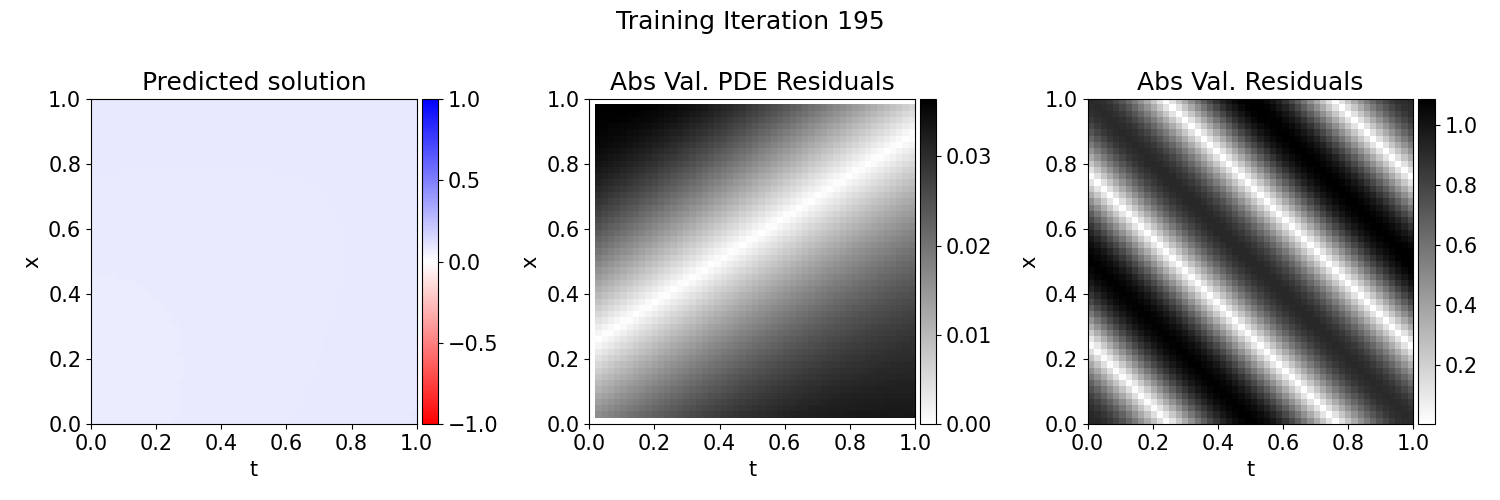 Training Iteration 195
Predicted solution
1.0
0.8
0.6
0.4
0.2
0.0
x
0.0 0.2 0.4 0.6 0.8 1.0
t
1.0
0.5
0.0
−0.5
−1.0
Abs Val. PDE Residuals
1.0
0.8
0.6
0.4
0.2
0.0
x
0.0 0.2 0.4 0.6 0.8 1.0
t
0.03
0.02
0.01
0.00
Abs Val. Residuals
1.0
0.8
0.6
0.4
0.2
0.0
x
0.0 0.2 0.4 0.6 0.8 1.0
t
1.0
0.8
0.6
0.4
0.2